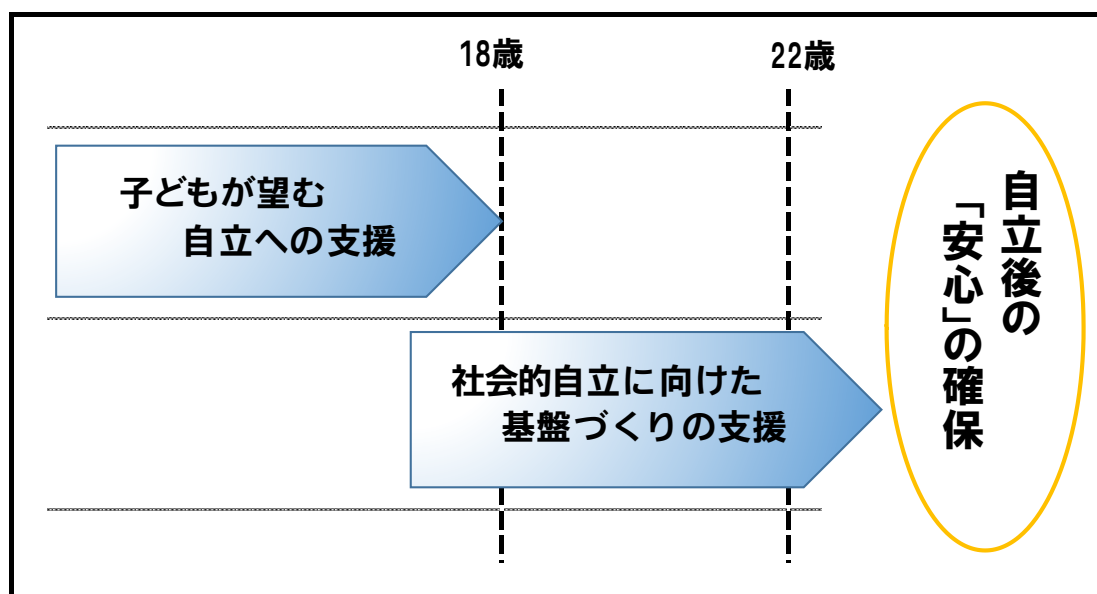 18歳
22歳
子どもが望む
自立への支援
社会的自立に向けた
基盤づくりの支援
自立後の
「安心」の確保